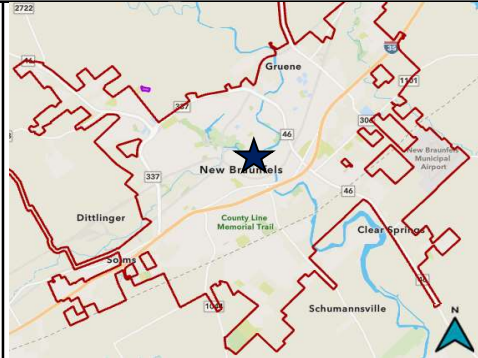 2722
46
35
Gruene
337
1101
46
306
New Braunfels
New Braunfels
Municipal
Airport
337
46
Dittlinger
County Line
Memorial Trail
Clear Springs
Solms
46
1044
Schumannsville
N